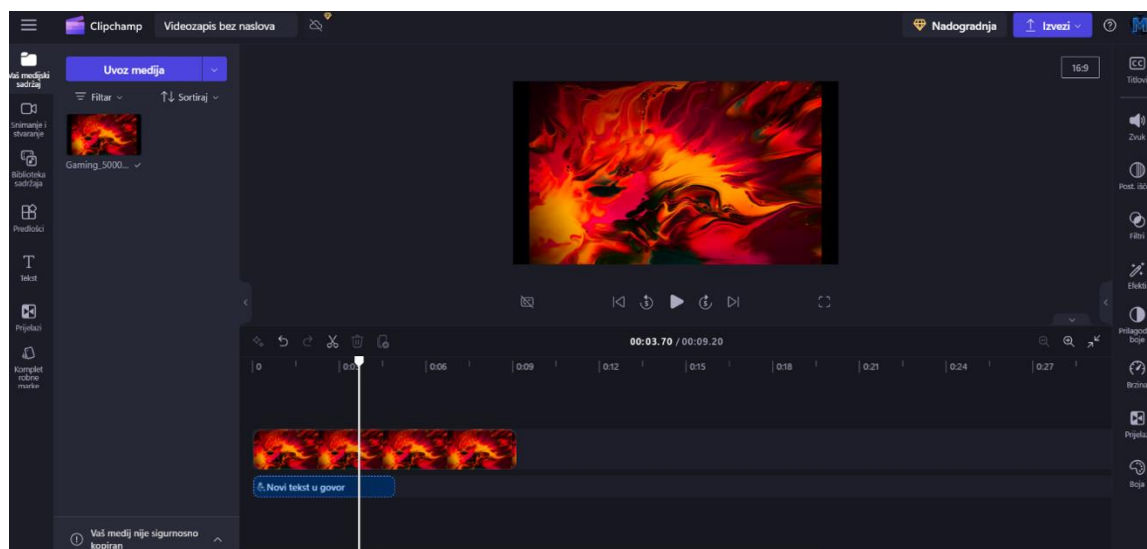 Clipchamp
Videozapis bez naslova
Nadogradnja
Izvezi
Vaš medijski
sadržaj
Snimanje i
stvaranje
Biblioteka
sadržaja
Predlošci
Tekst
Prijelazi
Komplet
robne
marke
Uvoz medija
Filtar
Sortiraj
Gaming_5000...
Vaš medij nije sigurnosno
kopiran
16:9
5
5
00:03.70 / 00:09.20
0
0:06
0:09
0:12
0:15
0:18
0:21
0:24
0:27
Novi tekst u govor
CC
Titlovi
Zvuk
Filtri
Efekti
boje
Brzina
Boja